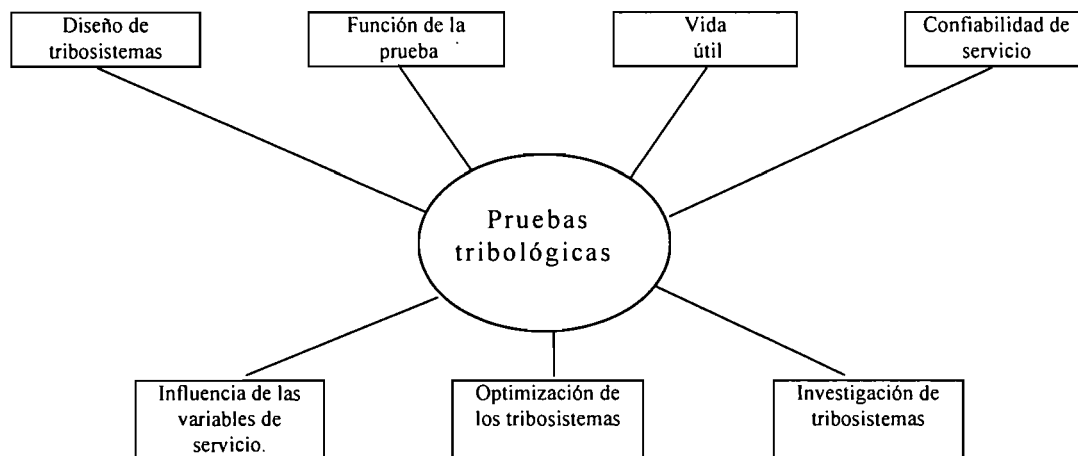 Diseño de
tribosistemas
Función de la
prueba
Vida
útil
Confiabilidad de
servicio
Pruebas
tribológicas
Influencia de las
variables de
servicio.
Optimización de
los tribosistemas
Investigación de
tribosistemas